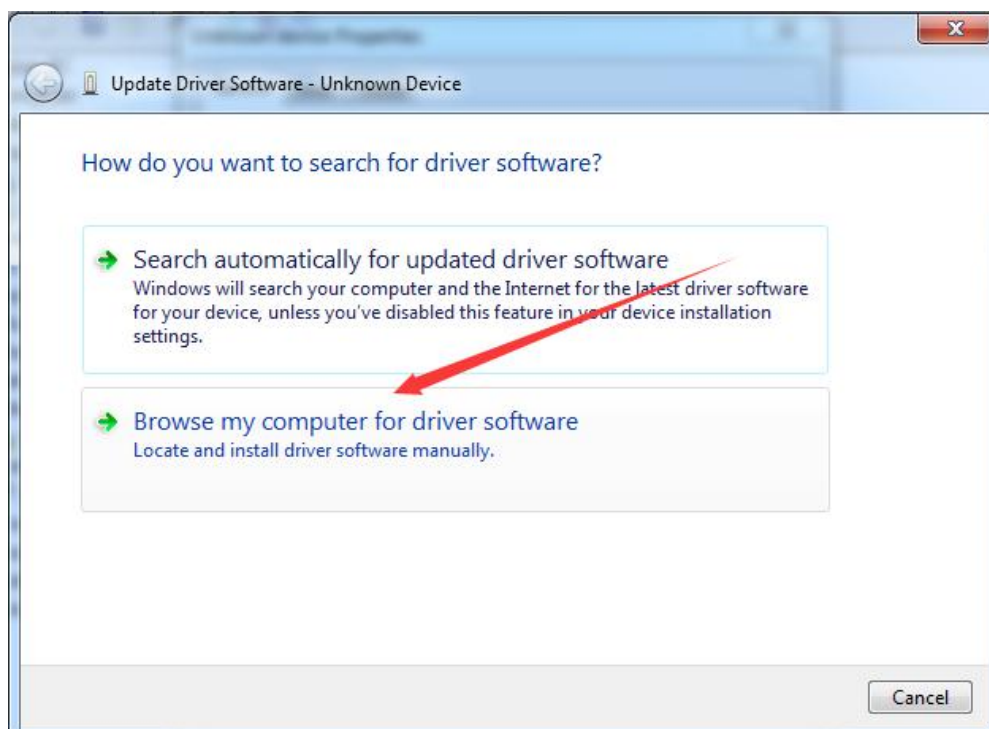 Update Driver Software - Unknown Device
How do you want to search for driver software?
Search automatically for updated driver software
Windows will search your computer and the Internet for the latest driver software
for your device, unless you've disabled this feature in your device installation
settings.
Browse my computer for driver software
Locate and install driver software manually.
Cancel